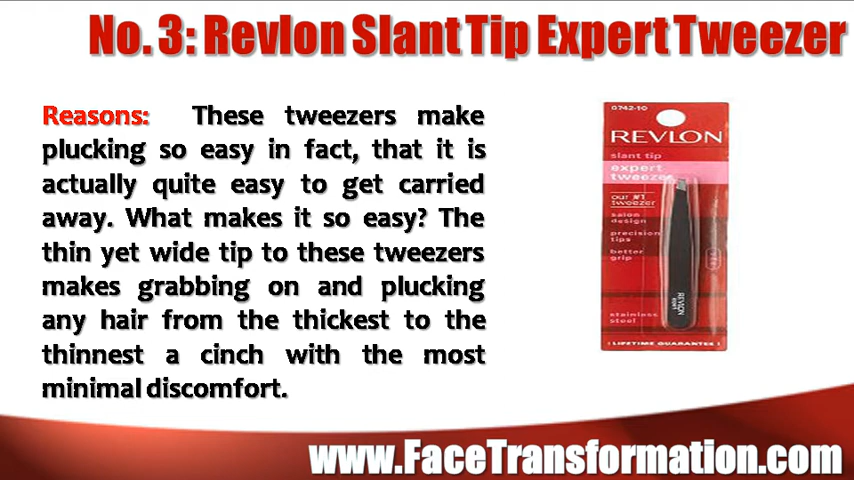 No. 3: Revlon Slant Tip Expert Tweezer
Reasons: These tweezers make
plucking so easy in fact, that it is
actually quite easy to get carried
away. What makes it so easy? The
thin yet wide tip to these tweezers
makes grabbing on and plucking
any hair from the thickest to the
thinnest a cinch with the most
minimal discomfort.
0742-10
REVLON
slant tip
expert
tweezer
our #1
tweezer
salon
design
precision
tips
better
grip
REVLON
stainless
steel
LIFETIME GUARANTEE
www.FaceTransformation.com